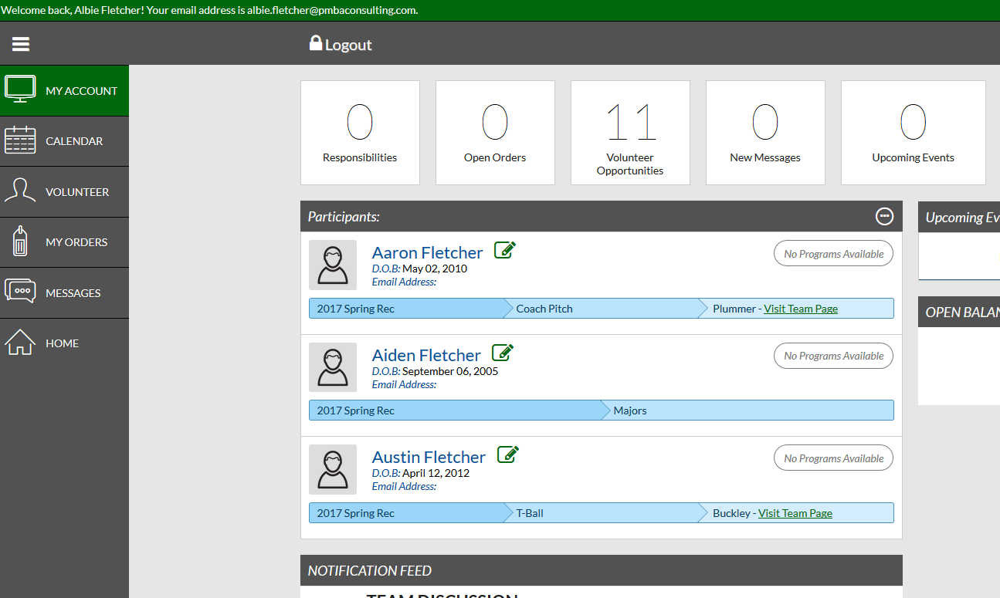 Welcome back, Albie Fletcher! Your email address is albie.fletcher@pmbaconsulting.com.
Logout
MY ACCOUNT
CALENDAR
VOLUNTEER
MY ORDERS
MESSAGES
HOME
0
Responsibilities
0
Open Orders
11
Volunteer
Opportunities
0
New Messages
0
Upcoming Events
Participants:
Aaron Fletcher
No Programs Available
D.O.B: May 02, 2010
Email Address:
2017 Spring Rec
Coach Pitch
Plummer - Visit Team Page
Aiden Fletcher
No Programs Available
D.O.B: September 06, 2005
Email Address:
2017 Spring Rec
Majors
Austin Fletcher
No Programs Available
D.O.B: April 12, 2012
Email Address:
2017 Spring Rec
T-Ball
Buckley - Visit Team Page
NOTIFICATION FEED
TEAM DISCUSSION
Upcoming Ev
OPEN BALAN